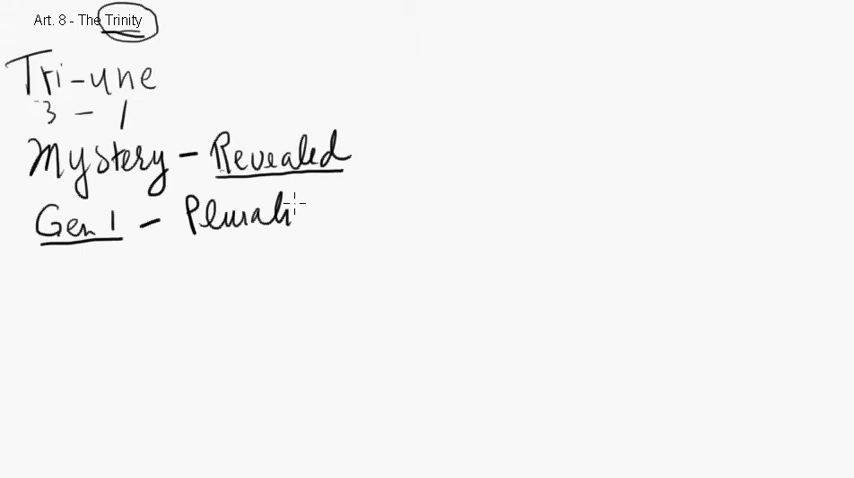 Art. 8 - The Trinity
Tri-une
3 - 1
Mystery - Revealed
Gen 1 - Plurali